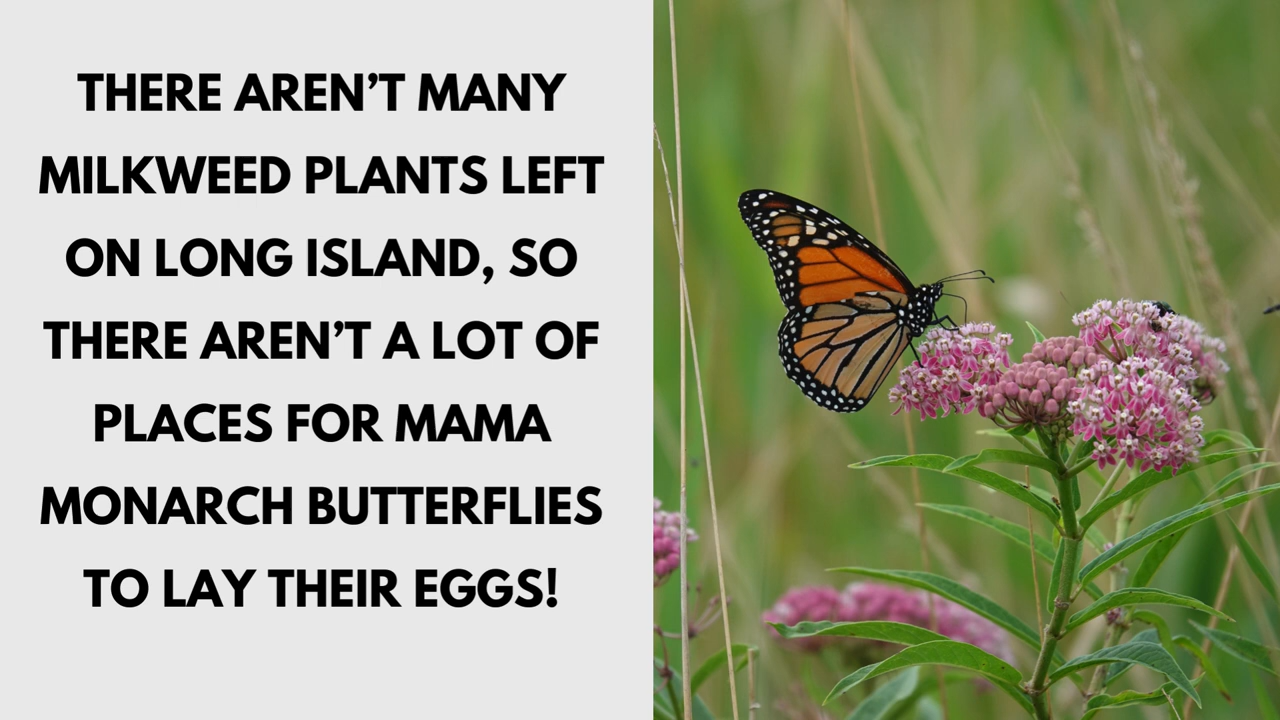 THERE AREN’T MANY
MILKWEED PLANTS LEFT
ON LONG ISLAND, SO
THERE AREN’T A LOT OF
PLACES FOR MAMA
MONARCH BUTTERFLIES
TO LAY THEIR EGGS!